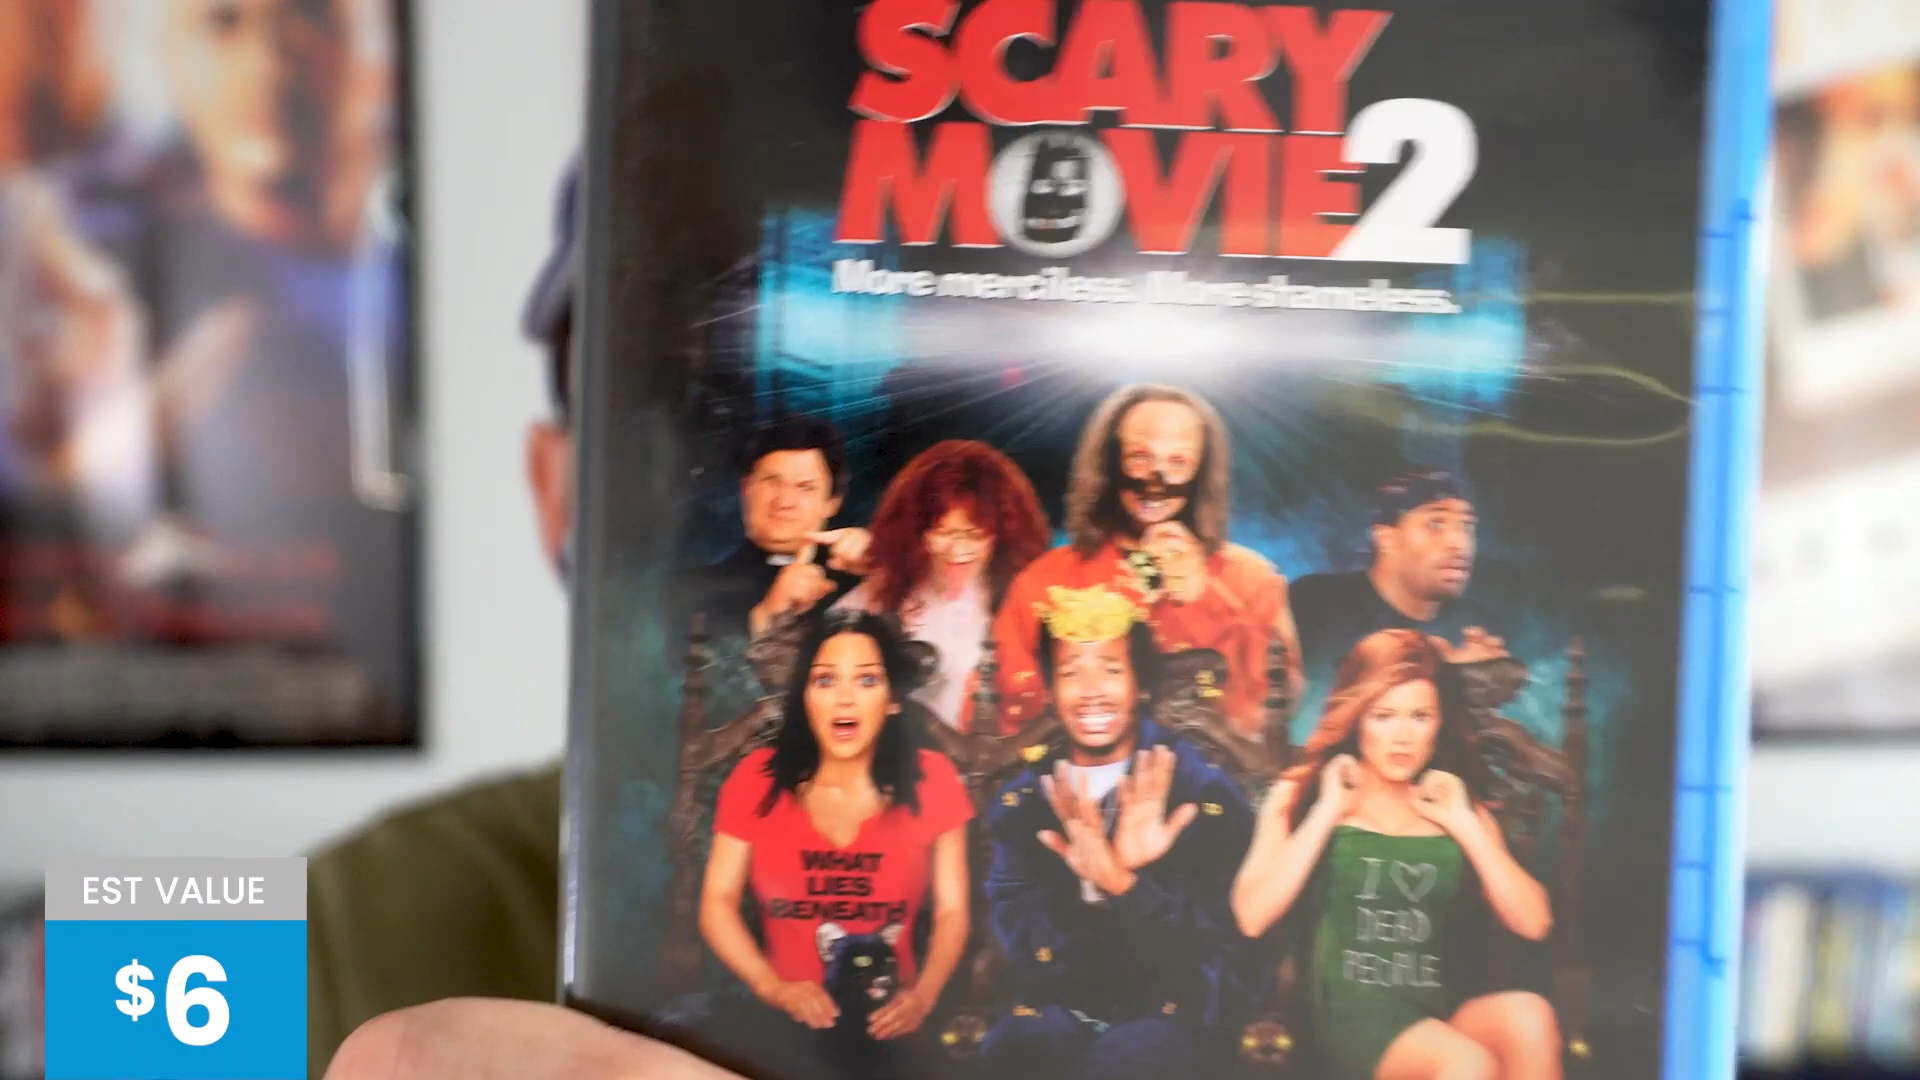 SCARY
MOVIE 2
More merciless. More shameless.
WHAT
LIES
BENEATH
I ♡
DEAD
PEOPLE
EST VALUE
$6